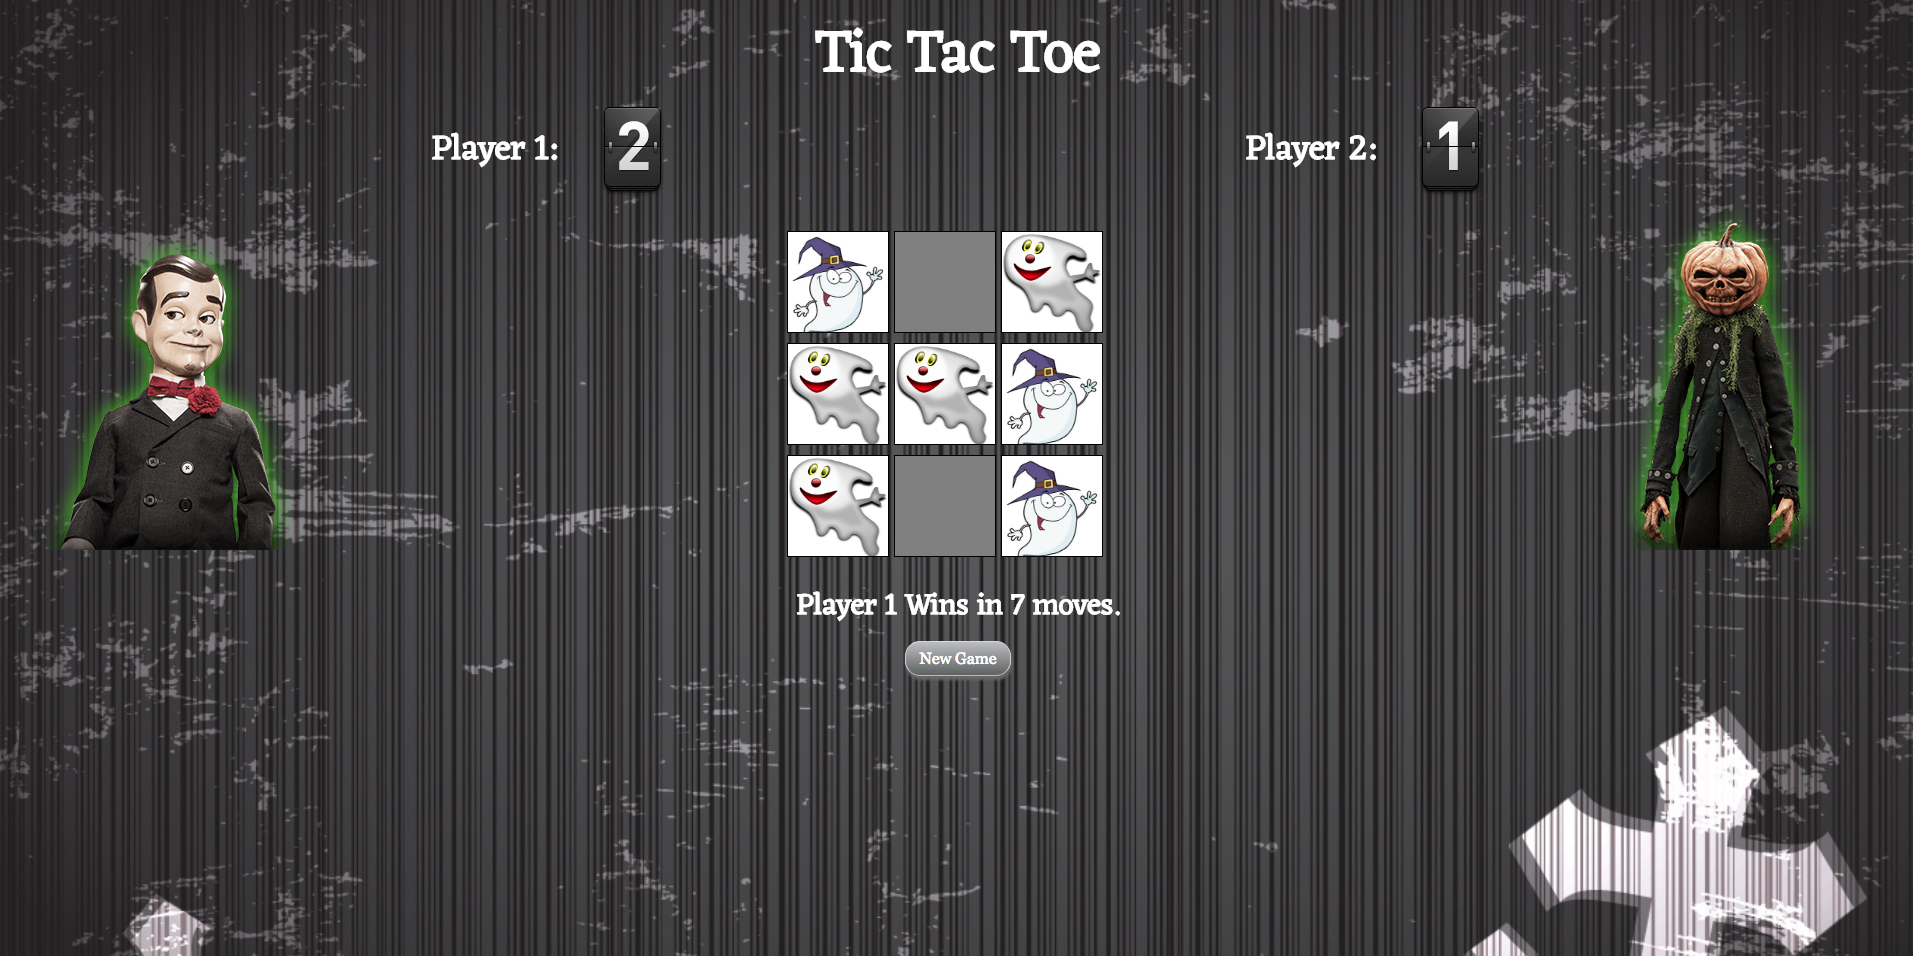 Tic Tac Toe
Player 1: 2
Player 2: 1
Player 1 Wins in 7 moves.
New Game